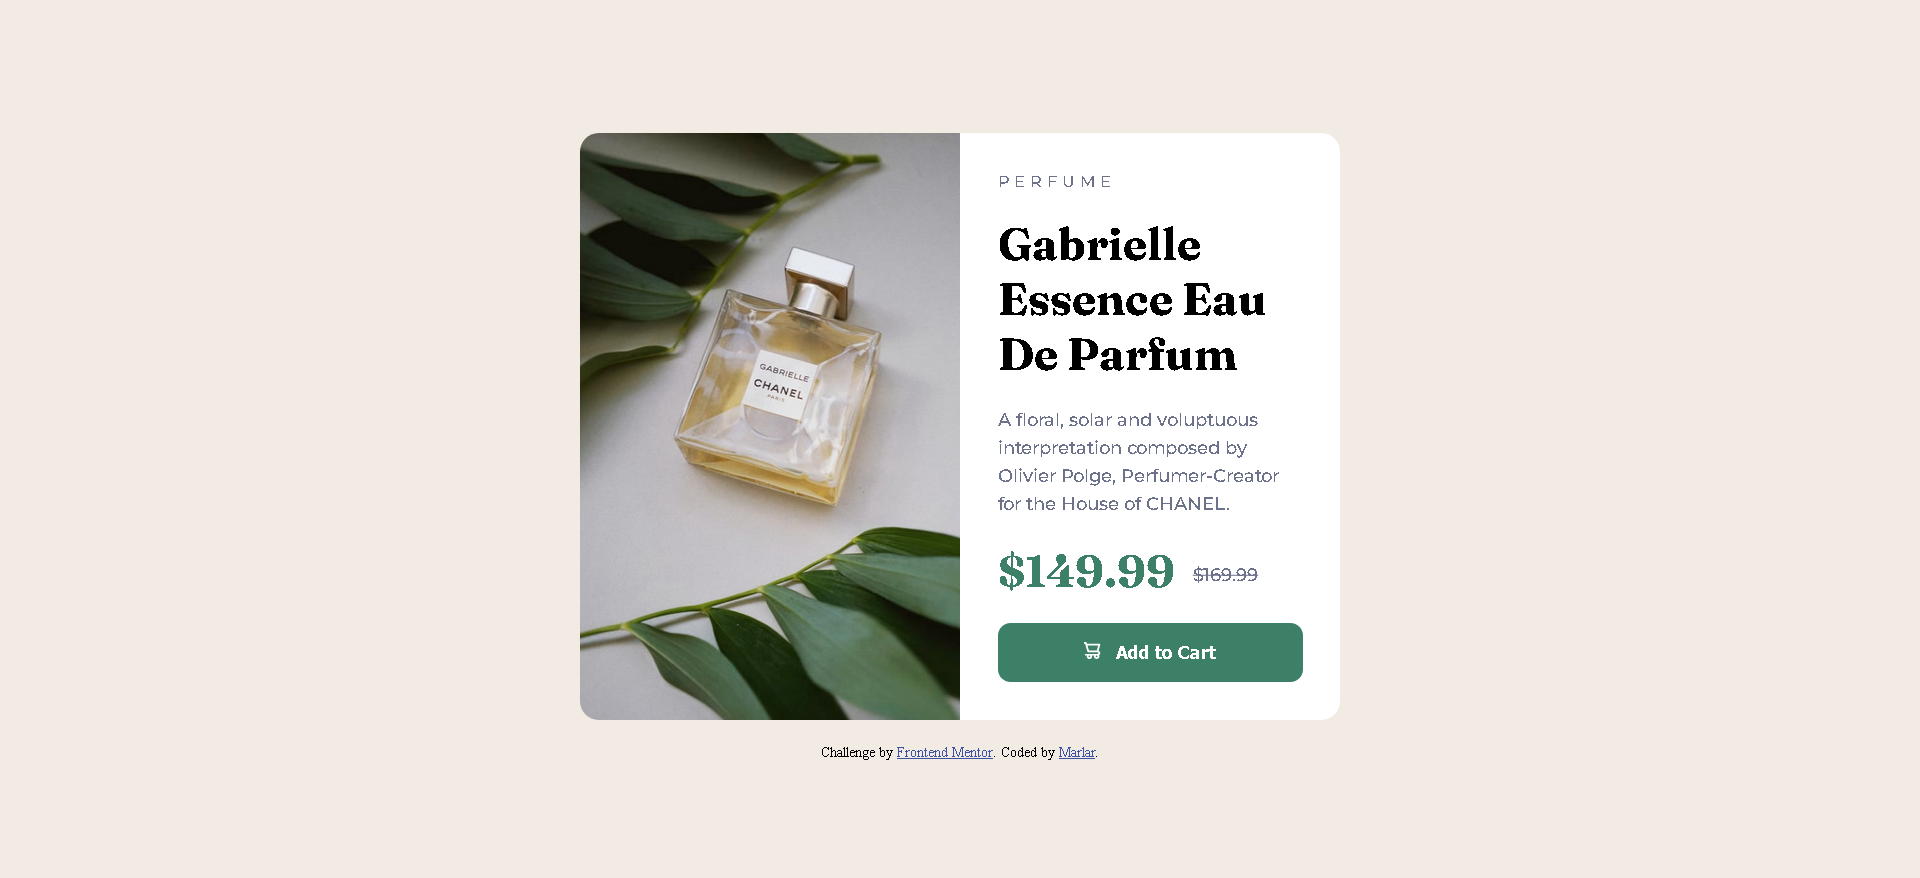 GABRIELLE
CHANEL
PARIS
PERFUME
Gabrielle
Essence Eau
De Parfum
A floral, solar and voluptuous
interpretation composed by
Olivier Polge, Perfumer-Creator
for the House of CHANEL.
$149.99 $169.99
Add to Cart
Challenge by Frontend Mentor. Coded by Marlar.